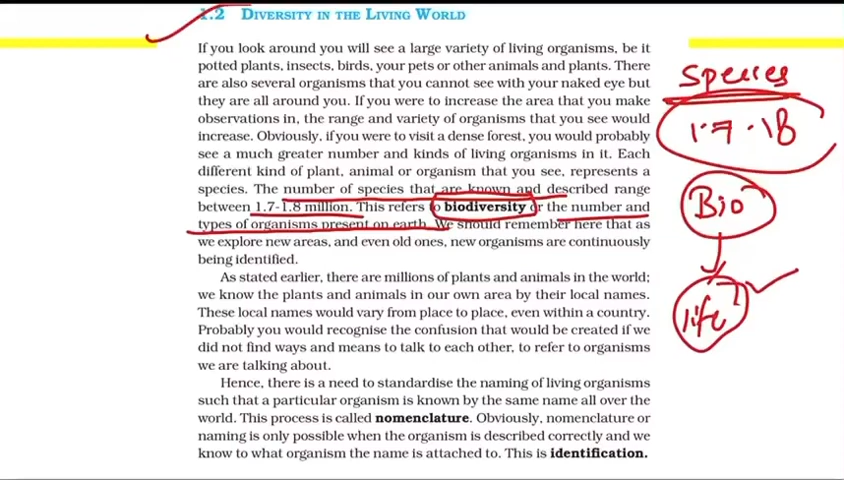 1.2 DIVERSITY IN THE LIVING WORLD
If you look around you will see a large variety of living organisms, be it
potted plants, insects, birds, your pets or other animals and plants. There
are also several organisms that you cannot see with your naked eye but
they are all around you. If you were to increase the area that you make
observations in, the range and variety of organisms that you see would
increase. Obviously, if you were to visit a dense forest, you would probably
see a much greater number and kinds of living organisms in it. Each
different kind of plant, animal or organism that you see, represents a
species. The number of species that are known and described range
between 1.7-1.8 million. This refers to biodiversity or the number and
types of organisms present on earth. We should remember here that as
we explore new areas, and even old ones, new organisms are continuously
being identified.
As stated earlier, there are millions of plants and animals in the world;
we know the plants and animals in our own area by their local names.
These local names would vary from place to place, even within a country.
Probably you would recognise the confusion that would be created if we
did not find ways and means to talk to each other, to refer to organisms
we are talking about.
Hence, there is a need to standardise the naming of living organisms
such that a particular organism is known by the same name all over the
world. This process is called nomenclature. Obviously, nomenclature or
naming is only possible when the organism is described correctly and we
know to what organism the name is attached to. This is identification.
Species
1.7-18
Bio
life